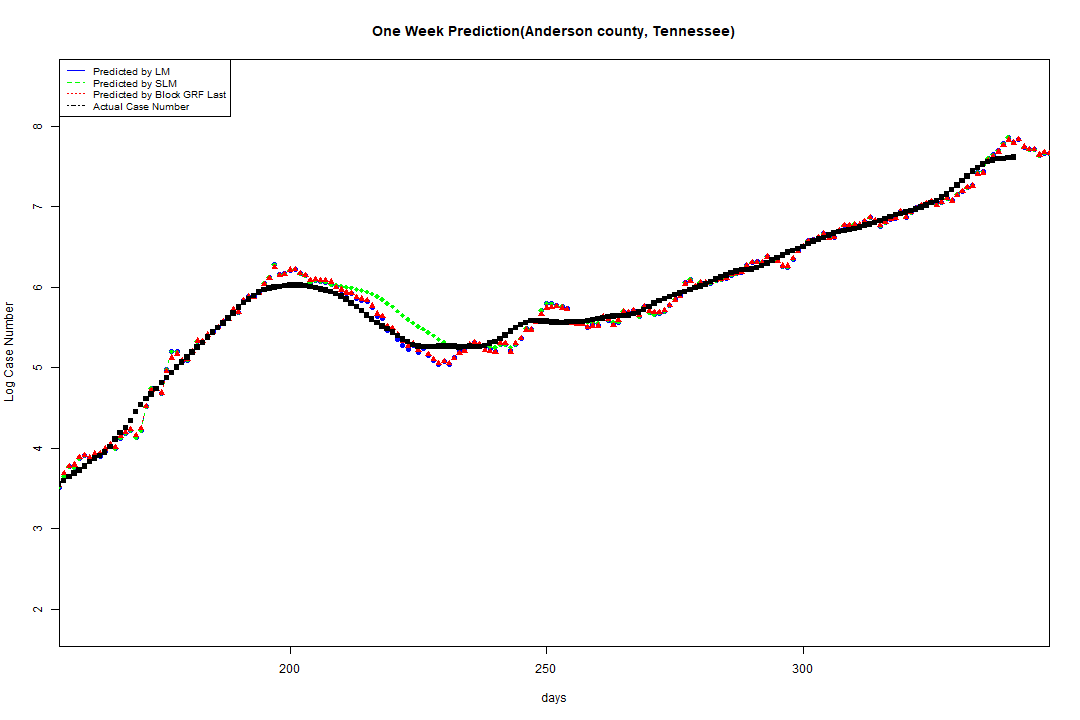 One Week Prediction(Anderson county, Tennessee)
Predicted by LM
Predicted by SLM
Predicted by Block GRF Last
Actual Case Number
8
7
6
5
4
3
2
Log Case Number
200 250 300
days